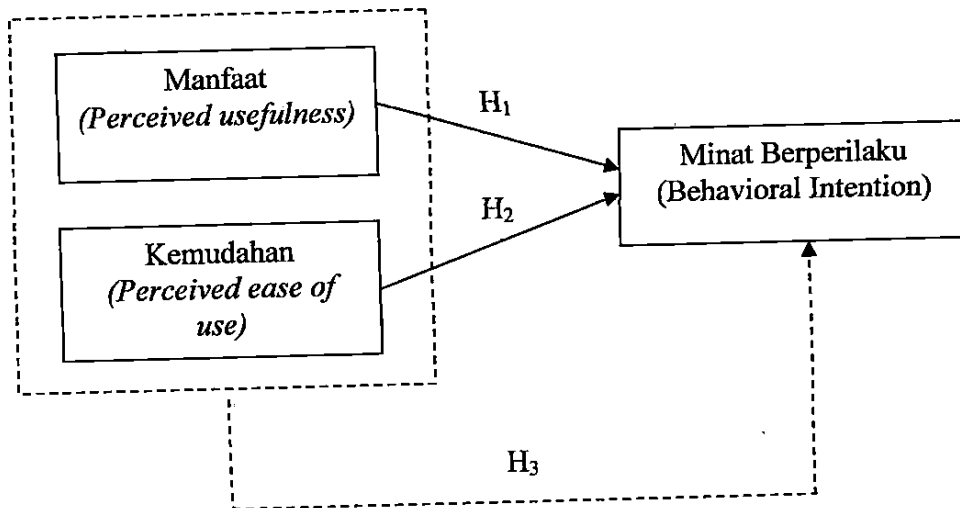 Manfaat
(Perceived usefulness)
H₁
Minat Berperilaku
(Behavioral Intention)
H₂
Kemudahan
(Perceived ease of
use)
H₃